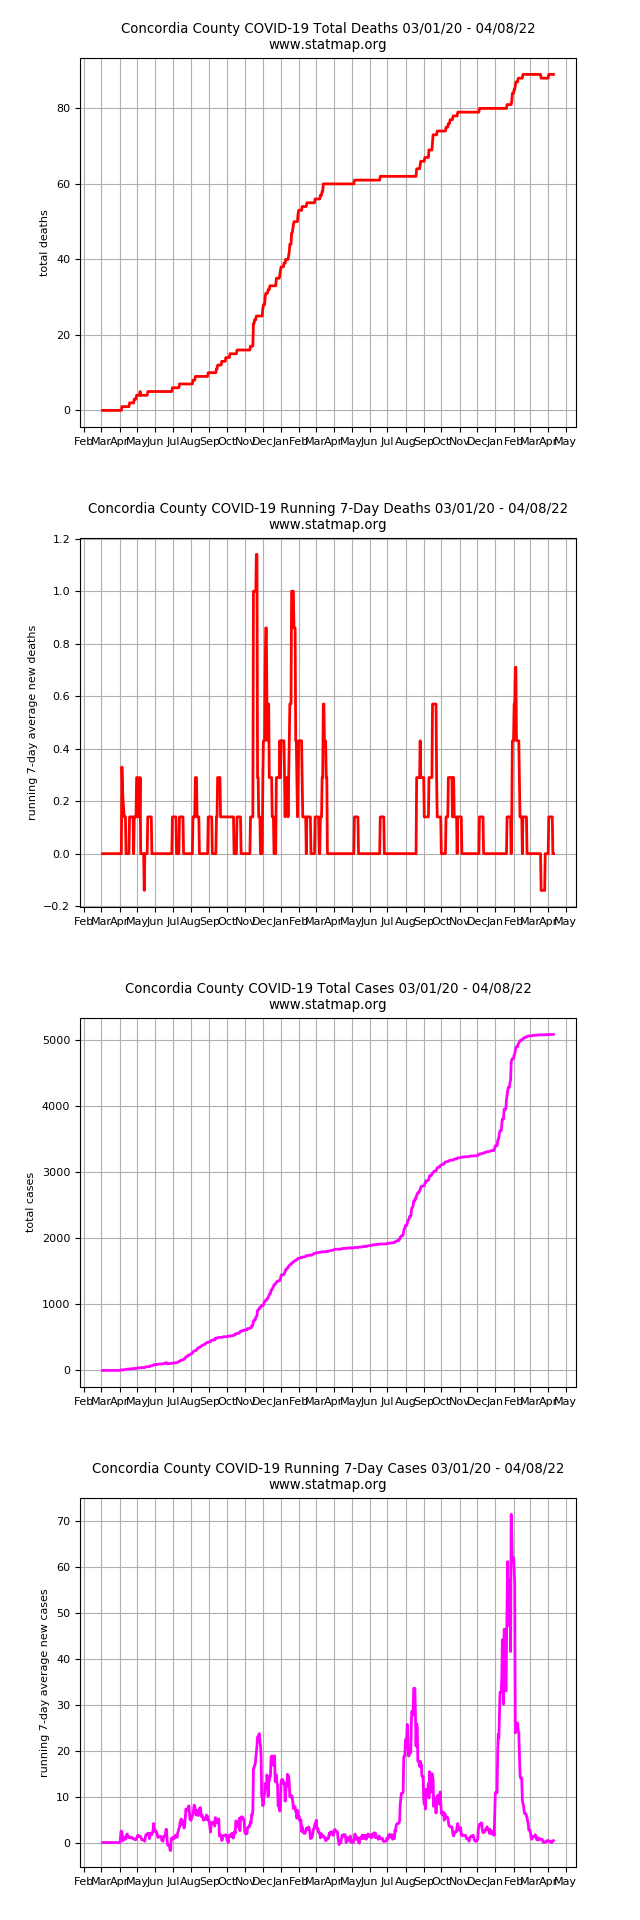 Concordia County COVID-19 Total Deaths 03/01/20 - 04/08/22
www.statmap.org
80
60
40
20
0
total deaths
Feb Mar Apr May Jun Jul Aug Sep Oct Nov Dec Jan Feb Mar Apr May Jun Jul Aug Sep Oct Nov Dec Jan Feb Mar Apr May
Concordia County COVID-19 Running 7-Day Deaths 03/01/20 - 04/08/22
www.statmap.org
1.2
1.0
0.8
0.6
0.4
0.2
0.0
−0.2
running 7-day average new deaths
Feb Mar Apr May Jun Jul Aug Sep Oct Nov Dec Jan Feb Mar Apr May Jun Jul Aug Sep Oct Nov Dec Jan Feb Mar Apr May
Concordia County COVID-19 Total Cases 03/01/20 - 04/08/22
www.statmap.org
5000
4000
3000
2000
1000
0
total cases
Feb Mar Apr May Jun Jul Aug Sep Oct Nov Dec Jan Feb Mar Apr May Jun Jul Aug Sep Oct Nov Dec Jan Feb Mar Apr May
Concordia County COVID-19 Running 7-Day Cases 03/01/20 - 04/08/22
www.statmap.org
70
60
50
40
30
20
10
0
running 7-day average new cases
Feb Mar Apr May Jun Jul Aug Sep Oct Nov Dec Jan Feb Mar Apr May Jun Jul Aug Sep Oct Nov Dec Jan Feb Mar Apr May